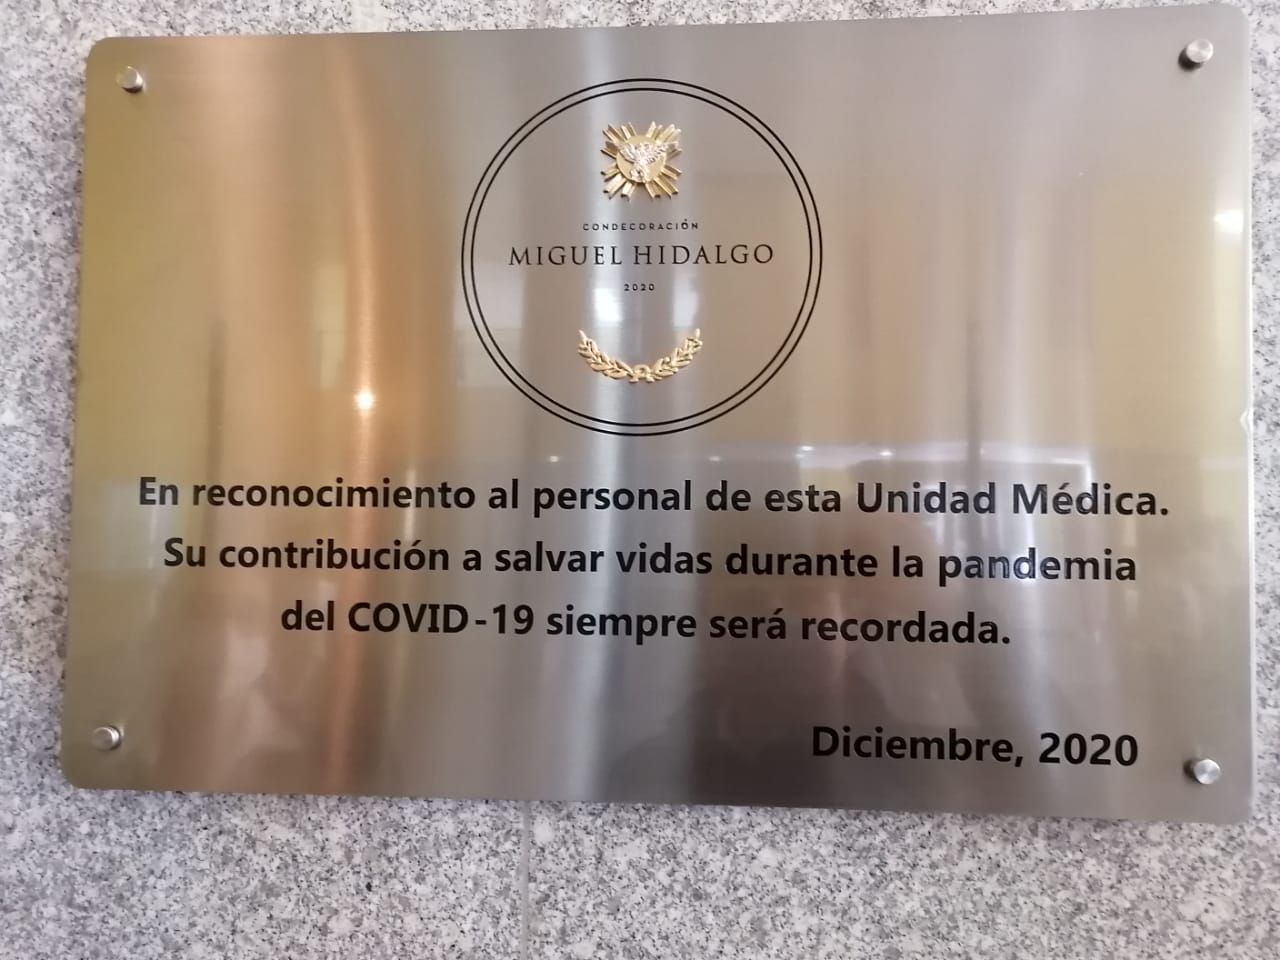 CONDECORACIÓN
MIGUEL HIDALGO
2020
En reconocimiento al personal de esta Unidad Médica.
Su contribución a salvar vidas durante la pandemia
del COVID-19 siempre será recordada.
Diciembre, 2020